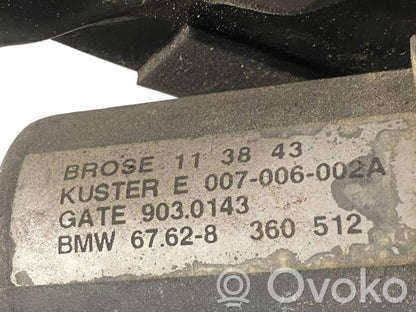 BROSE 11 38 43
KUSTER E 007-006-002A
GATE 903.0143
BMW 67.62-8 360 512
Ovoko